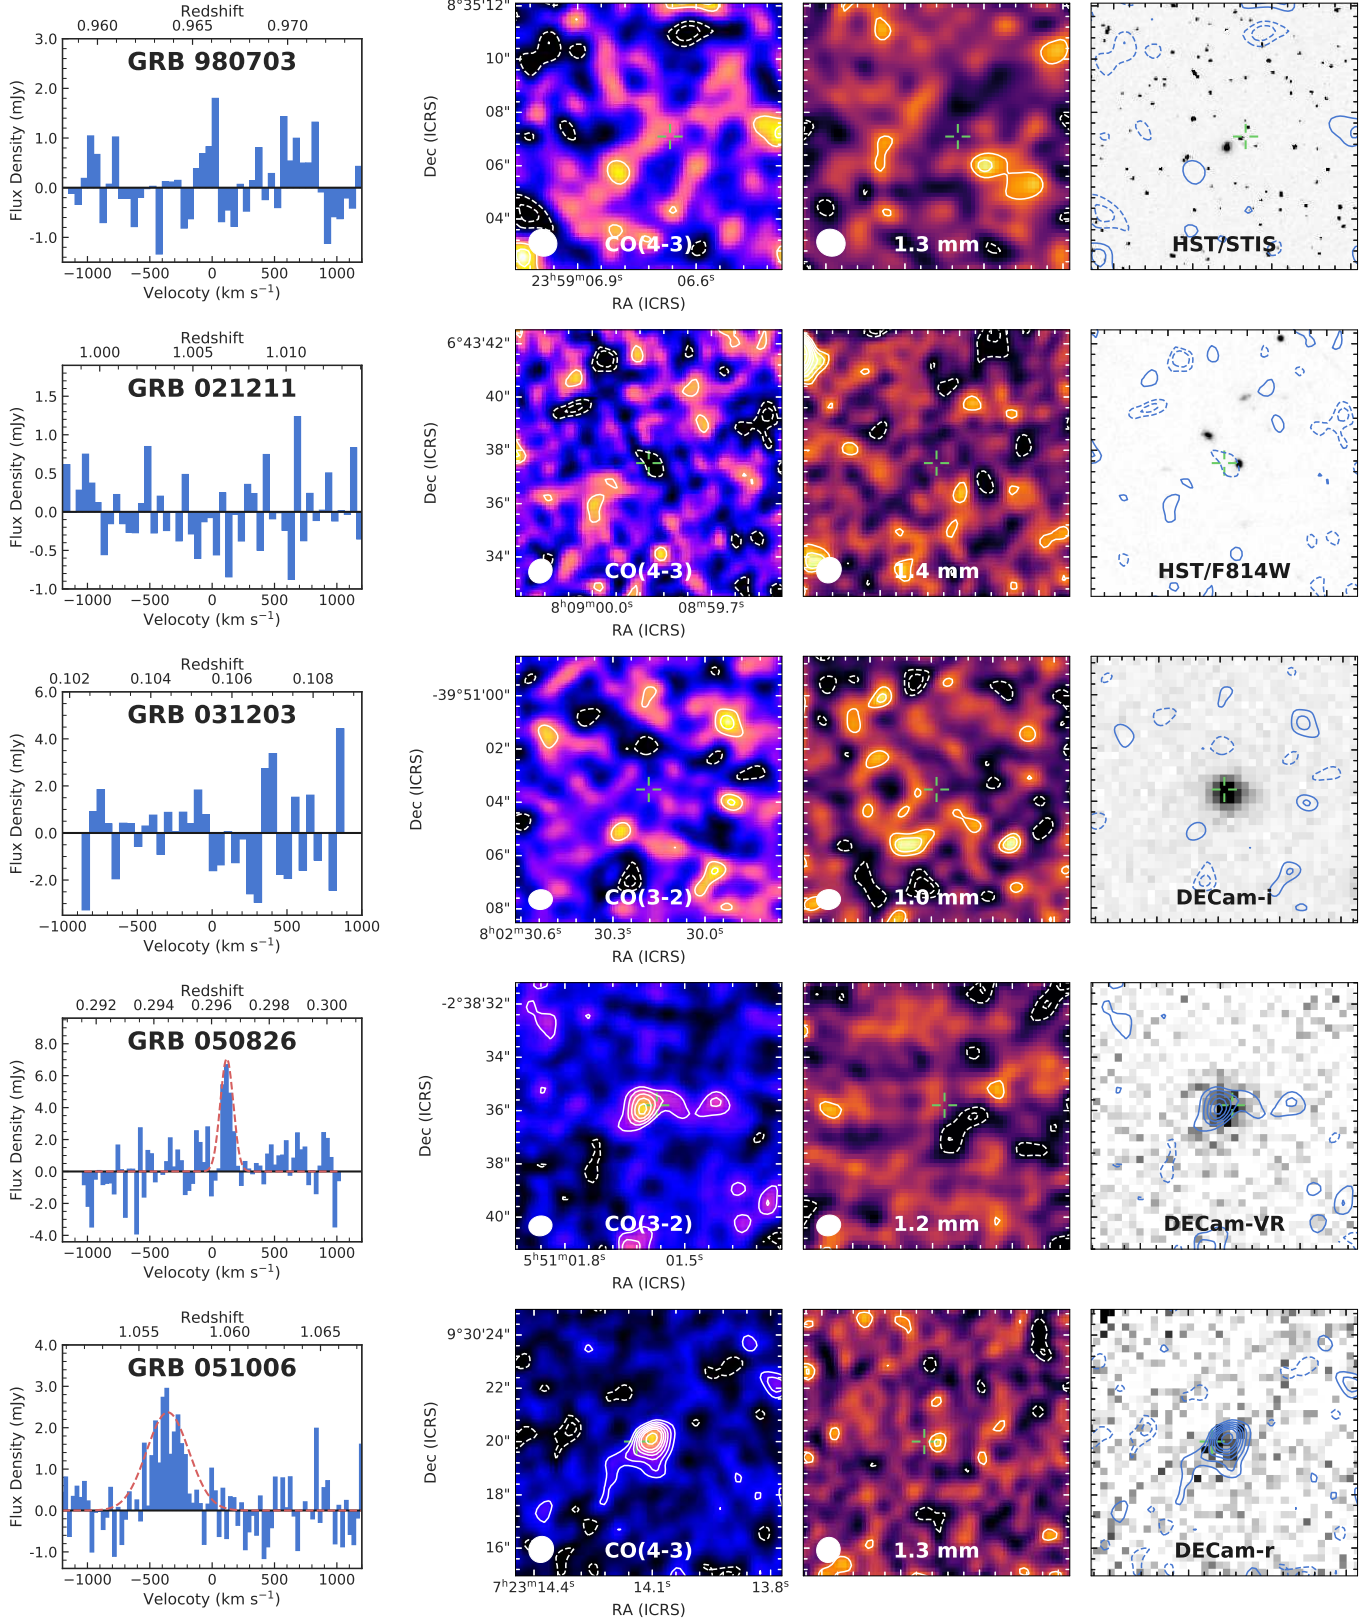 Redshift
0.960 0.965 0.970
GRB 980703
3.0
2.0
1.0
0.0
-1.0
Flux Density (mJy)
−1000 −500 0 500 1000
Velocoty (km s⁻¹)
8°35'12"
10"
08"
06"
04"
Dec (ICRS)
CO(4-3)
23ʰ59ᵐ06.9ˢ 06.6ˢ
RA (ICRS)
1.3 mm
HST/STIS
Redshift
1.000 1.005 1.010
GRB 021211
1.5
1.0
0.5
0.0
-0.5
-1.0
Flux Density (mJy)
−1000 −500 0 500 1000
Velocoty (km s⁻¹)
6°43'42"
40"
38"
36"
34"
Dec (ICRS)
CO(4-3)
8ʰ09ᵐ00.0ˢ 08ᵐ59.7ˢ
RA (ICRS)
1.4 mm
HST/F814W
Redshift
0.102 0.104 0.106 0.108
GRB 031203
6.0
4.0
2.0
0.0
-2.0
Flux Density (mJy)
−1000 −500 0 500 1000
Velocoty (km s⁻¹)
-39°51'00"
02"
04"
06"
08"
Dec (ICRS)
CO(3-2)
8ʰ02ᵐ30.6ˢ 30.3ˢ 30.0ˢ
RA (ICRS)
1.0 mm
DECam-i
Redshift
0.292 0.294 0.296 0.298 0.300
GRB 050826
8.0
6.0
4.0
2.0
0.0
-2.0
-4.0
Flux Density (mJy)
−1000 −500 0 500 1000
Velocoty (km s⁻¹)
-2°38'32"
34"
36"
38"
40"
Dec (ICRS)
CO(3-2)
5ʰ51ᵐ01.8ˢ 01.5ˢ
RA (ICRS)
1.2 mm
DECam-VR
Redshift
1.055 1.060 1.065
GRB 051006
4.0
3.0
2.0
1.0
0.0
-1.0
Flux Density (mJy)
−1000 −500 0 500 1000
Velocoty (km s⁻¹)
9°30'24"
22"
20"
18"
16"
Dec (ICRS)
CO(4-3)
7ʰ23ᵐ14.4ˢ 14.1ˢ 13.8ˢ
RA (ICRS)
1.3 mm
DECam-r